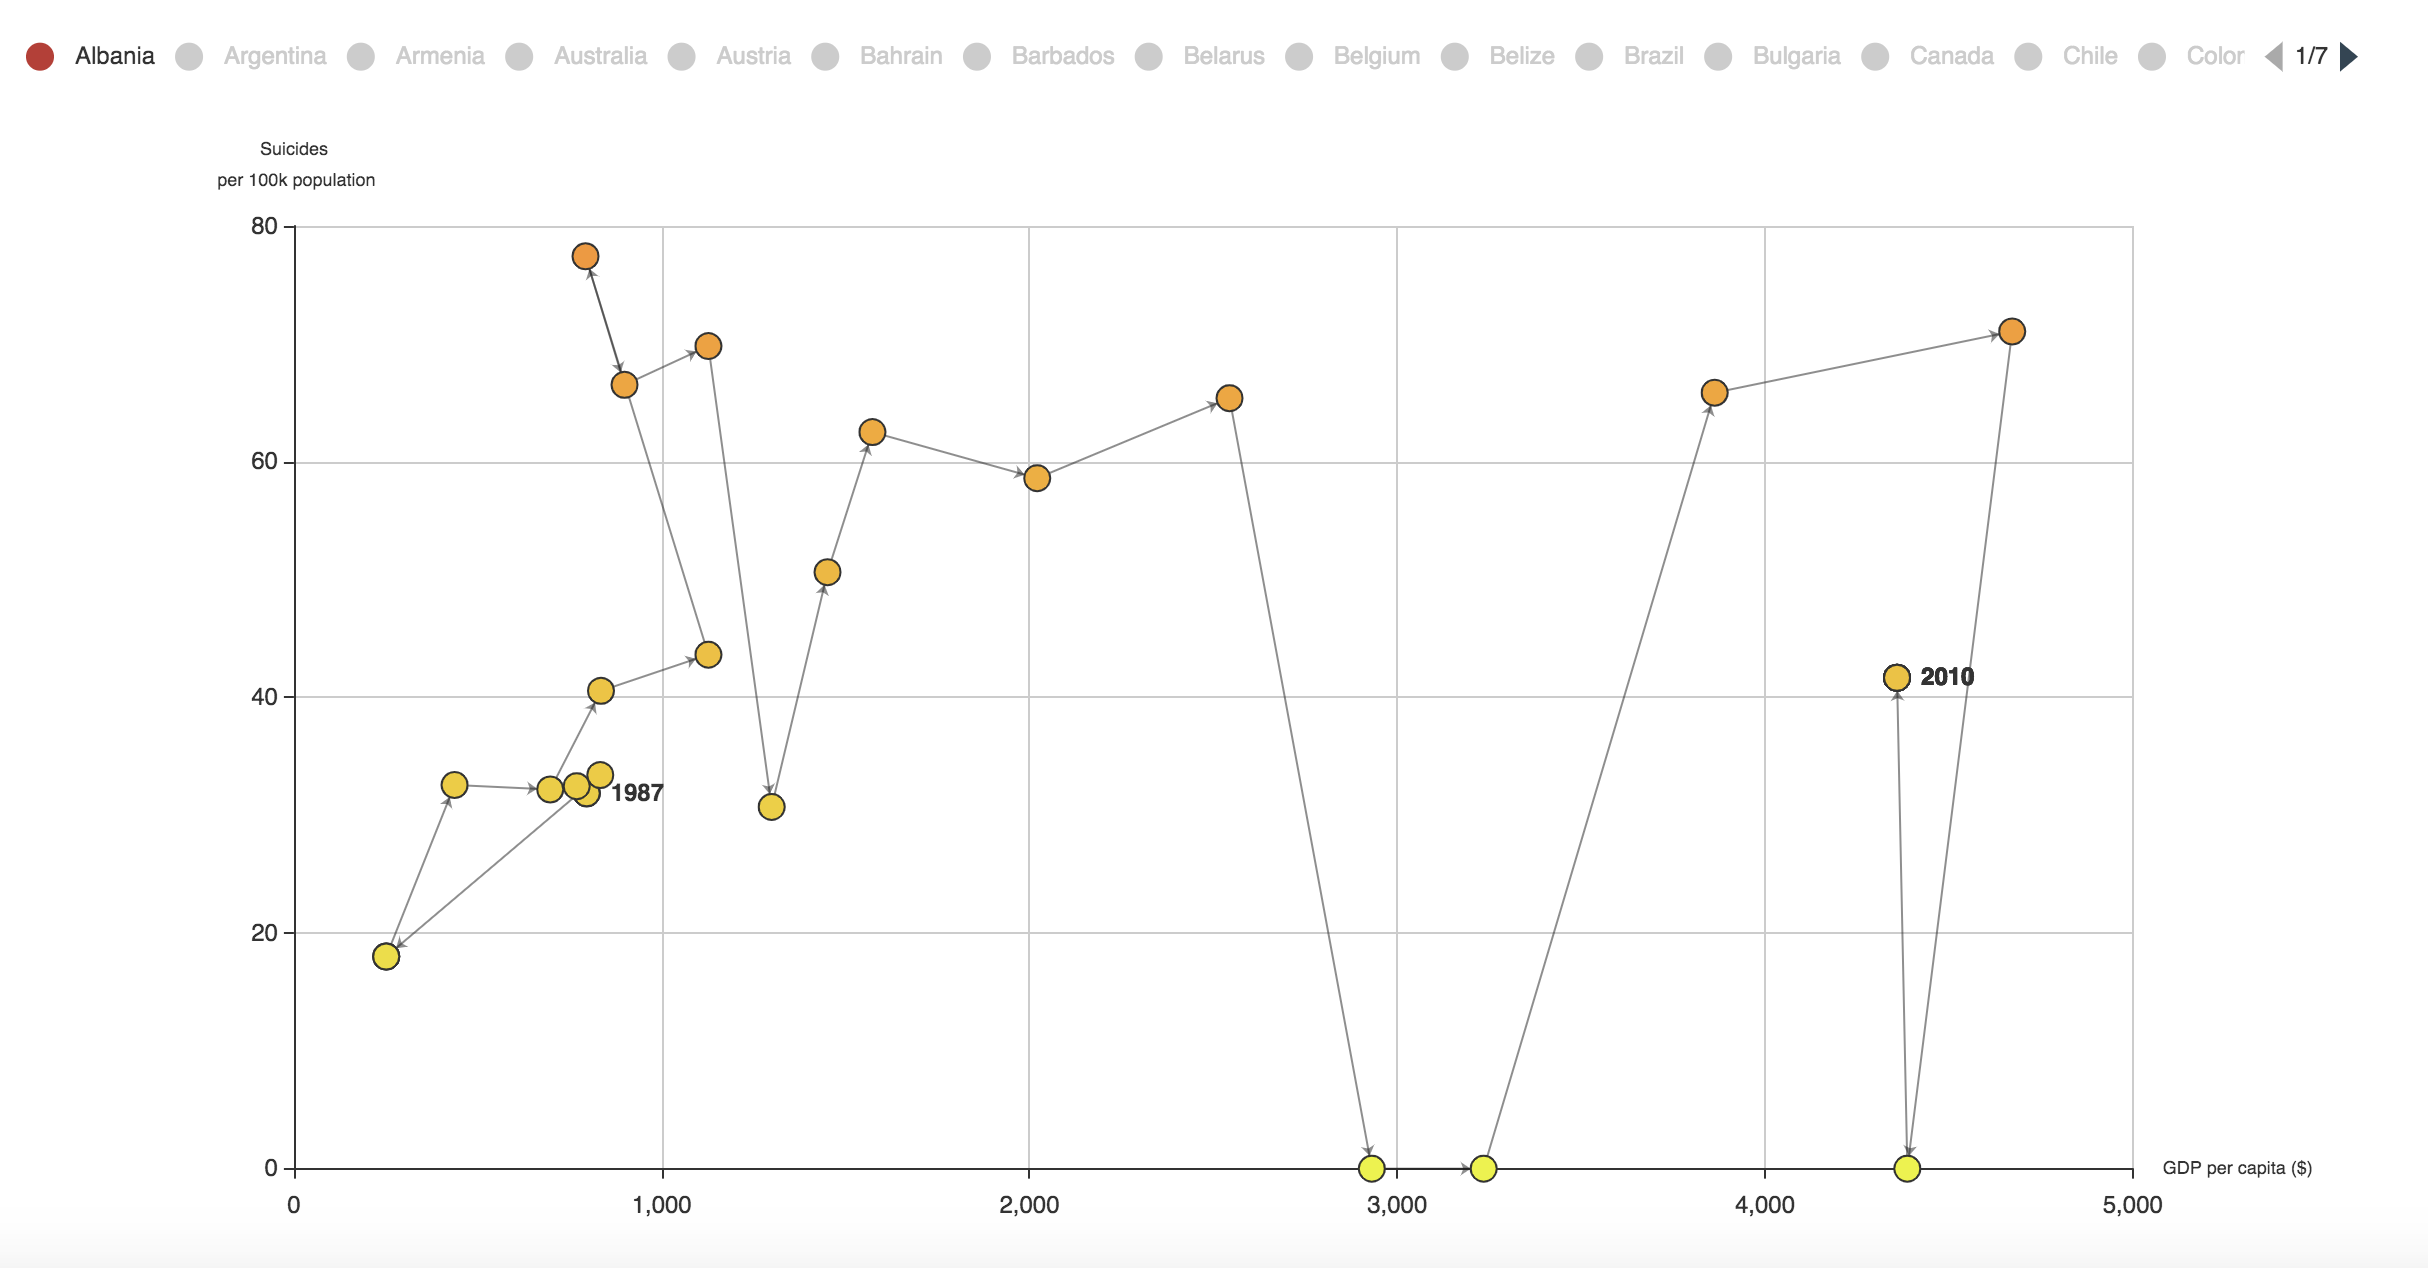 Albania Argentina Armenia Australia Austria Bahrain Barbados Belarus Belgium Belize Brazil Bulgaria Canada Chile Color 1/7
Suicides
per 100k population
80
60
40
20
0
2010
1987
GDP per capita ($)
0 1,000 2,000 3,000 4,000 5,000